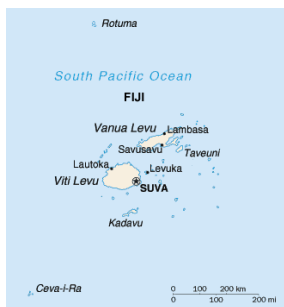 Rotuma
South Pacific Ocean
FIJI
Vanua Levu
Lambasa
Savusavu
Taveuni
Lautoka
Levuka
Viti Levu
SUVA
Kadavu
Ceva-i-Ra
0 100 200 km
0 100 200 mi